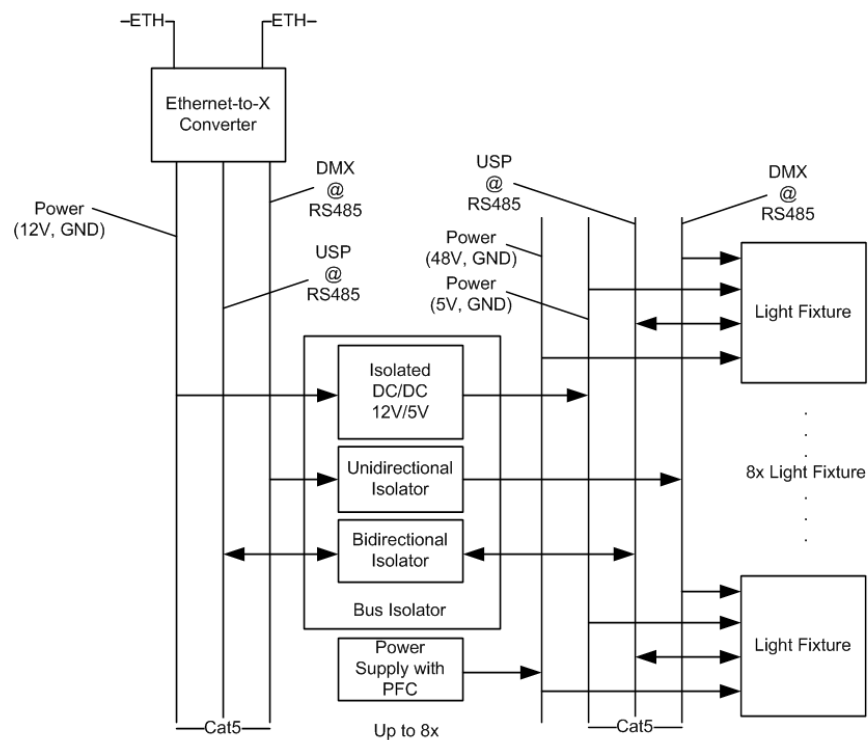 ETH
ETH
Ethernet-to-X
Converter
DMX
@
RS485
Power
(12V, GND)
USP
@
RS485
USP
@
RS485
DMX
@
RS485
Power
(48V, GND)
Power
(5V, GND)
Light Fixture
Isolated
DC/DC
12V/5V
Unidirectional
Isolator
Bidirectional
Isolator
Bus Isolator
8x Light Fixture
Power
Supply with
PFC
Light Fixture
Cat5
Up to 8x
Cat5